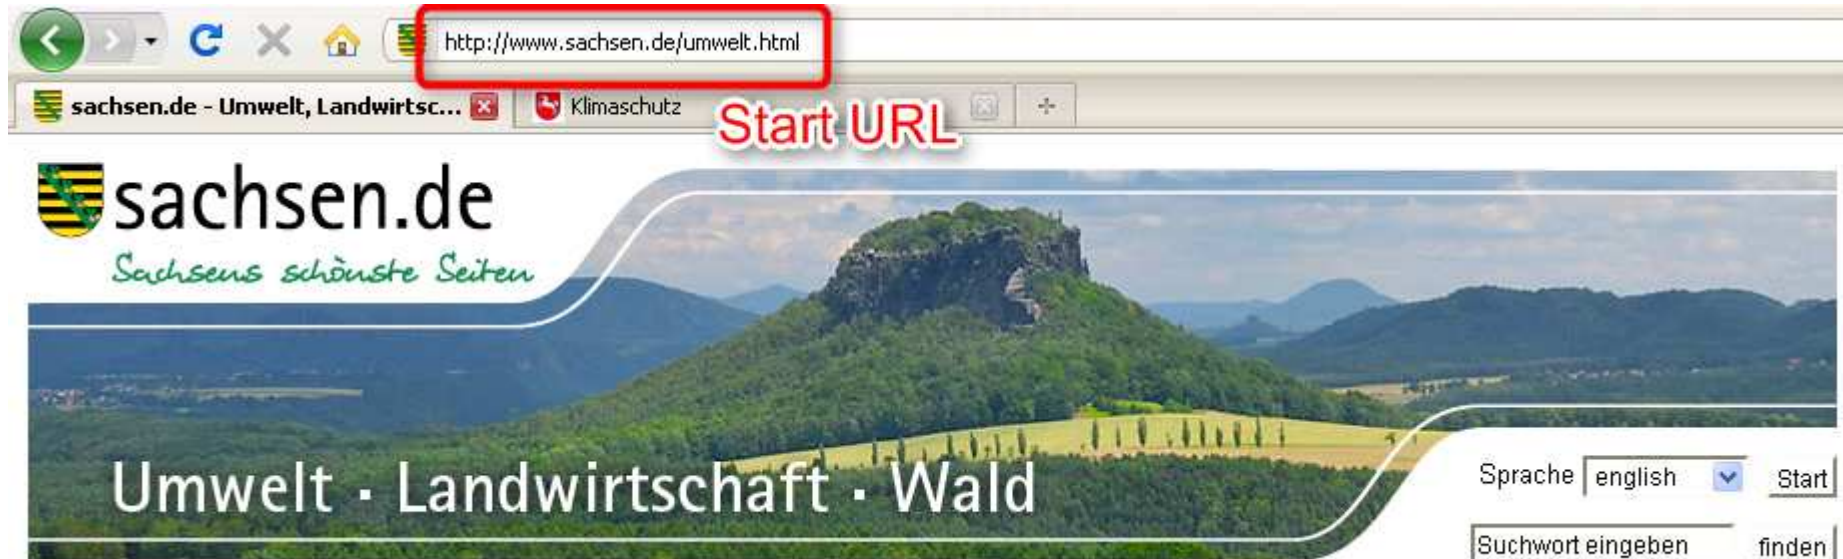 http://www.sachsen.de/umwelt.html
sachsen.de - Umwelt, Landwirtsc...
Klimaschutz
Start URL
sachsen.de
Sachsens schönste Seiten
Umwelt · Landwirtschaft · Wald
Sprache english Start
Suchwort eingeben finden